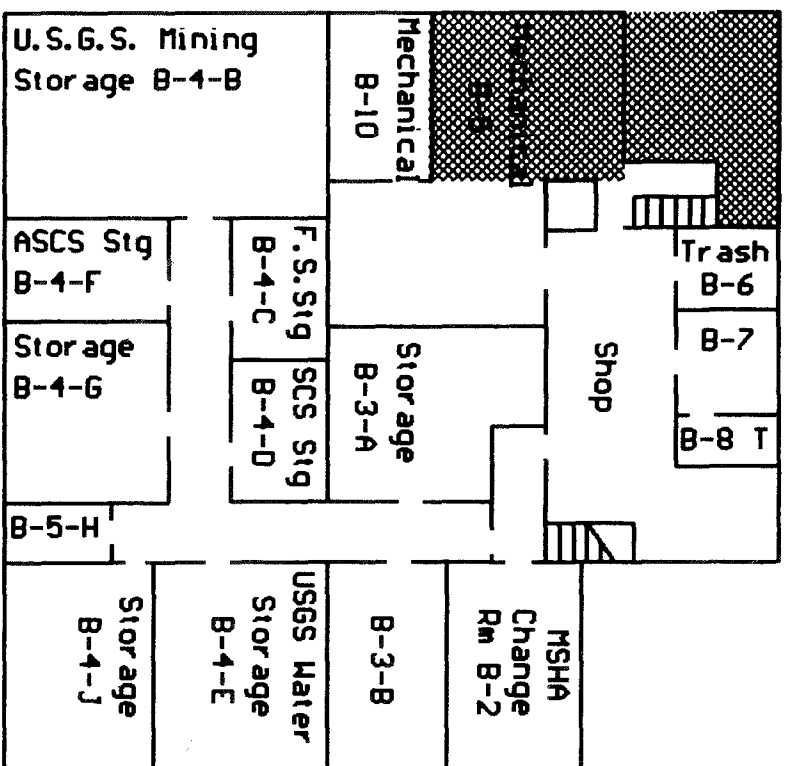 U.S.G.S. Mining
Storage B-4-B
Mechanical
B-10
Mechanical
ASCS Stg
B-4-F
F.S.Stg
B-4-C
Trash
B-6
Storage
B-4-G
SCS Stg
B-4-D
Storage
B-3-A
Shop
B-7
B-8 T
B-5-H
Storage
B-4-J
USGS Water
Storage
B-4-E
B-3-B
MSHA
Change
Rm B-2